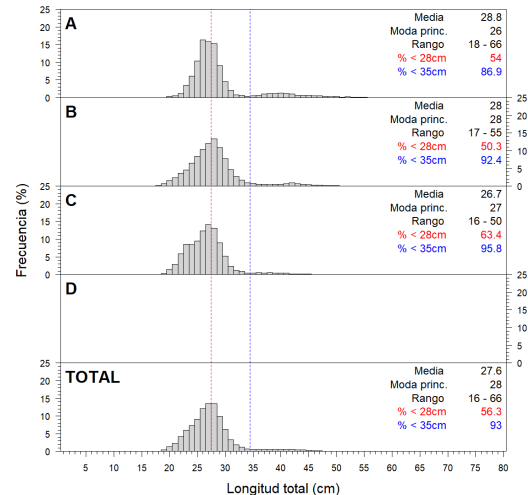 25
20
15
10
5
0
A
Media 28.8
Moda princ. 26
Rango 18 - 66
% < 28cm 54
% < 35cm 86.9
B
Media 28
Moda princ. 28
Rango 17 - 55
% < 28cm 50.3
% < 35cm 92.4
25
20
15
10
5
0
25
20
15
10
5
0
C
Media 26.7
Moda princ. 27
Rango 16 - 50
% < 28cm 63.4
% < 35cm 95.8
D
25
20
15
10
5
0
25
20
15
10
5
0
TOTAL
Media 27.6
Moda princ. 28
Rango 16 - 66
% < 28cm 56.3
% < 35cm 93
Frecuencia (%)
5 10 15 20 25 30 35 40 45 50 55 60 65 70 75 80
Longitud total (cm)